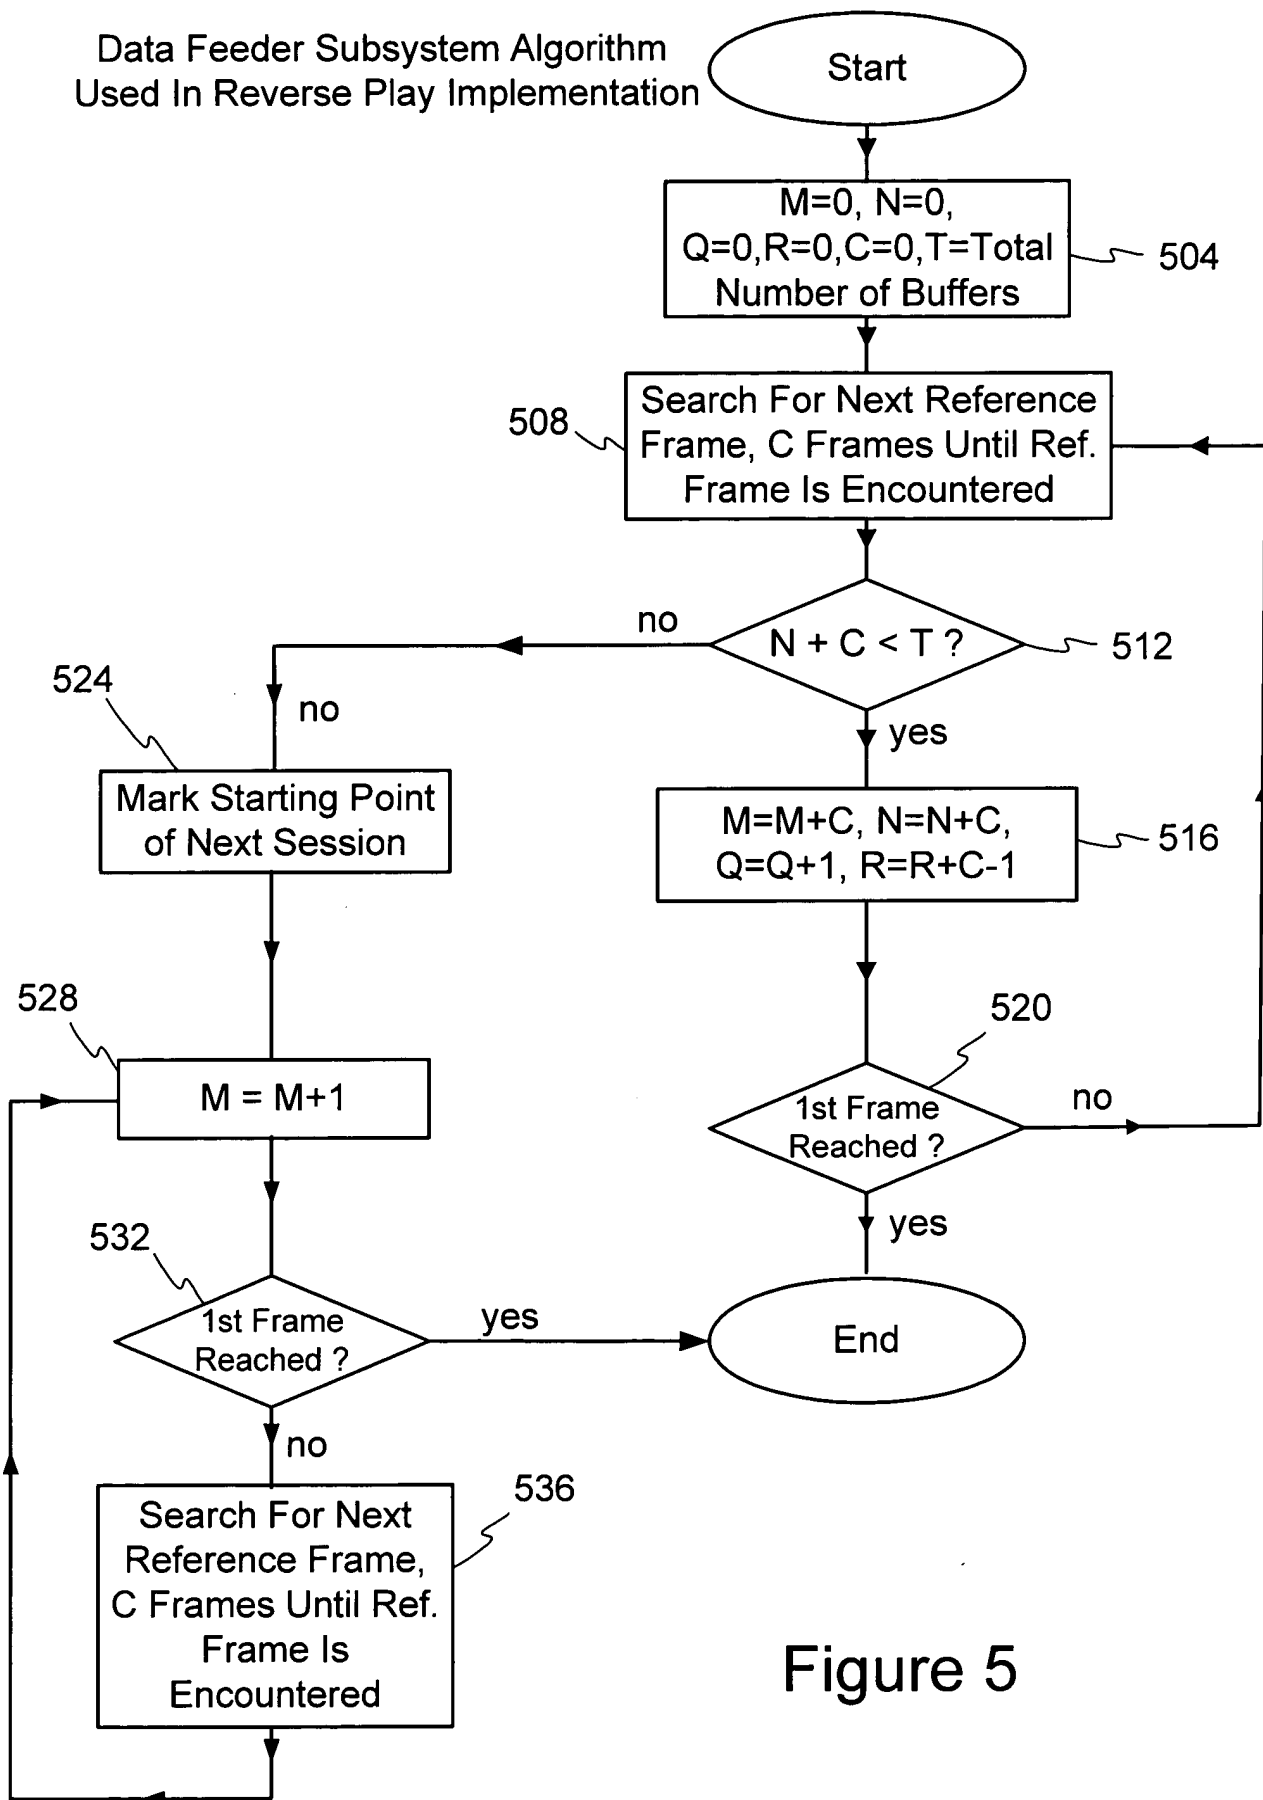 Data Feeder Subsystem Algorithm
Used In Reverse Play Implementation
Start
M=0, N=0,
Q=0,R=0,C=0,T=Total
Number of Buffers
504
508
Search For Next Reference
Frame, C Frames Until Ref.
Frame Is Encountered
N + C < T ?
512
no
no
yes
524
Mark Starting Point
of Next Session
M=M+C, N=N+C,
Q=Q+1, R=R+C-1
516
528
M = M+1
520
1st Frame
Reached ?
no
yes
532
1st Frame
Reached ?
yes
End
no
536
Search For Next
Reference Frame,
C Frames Until Ref.
Frame Is
Encountered
Figure 5